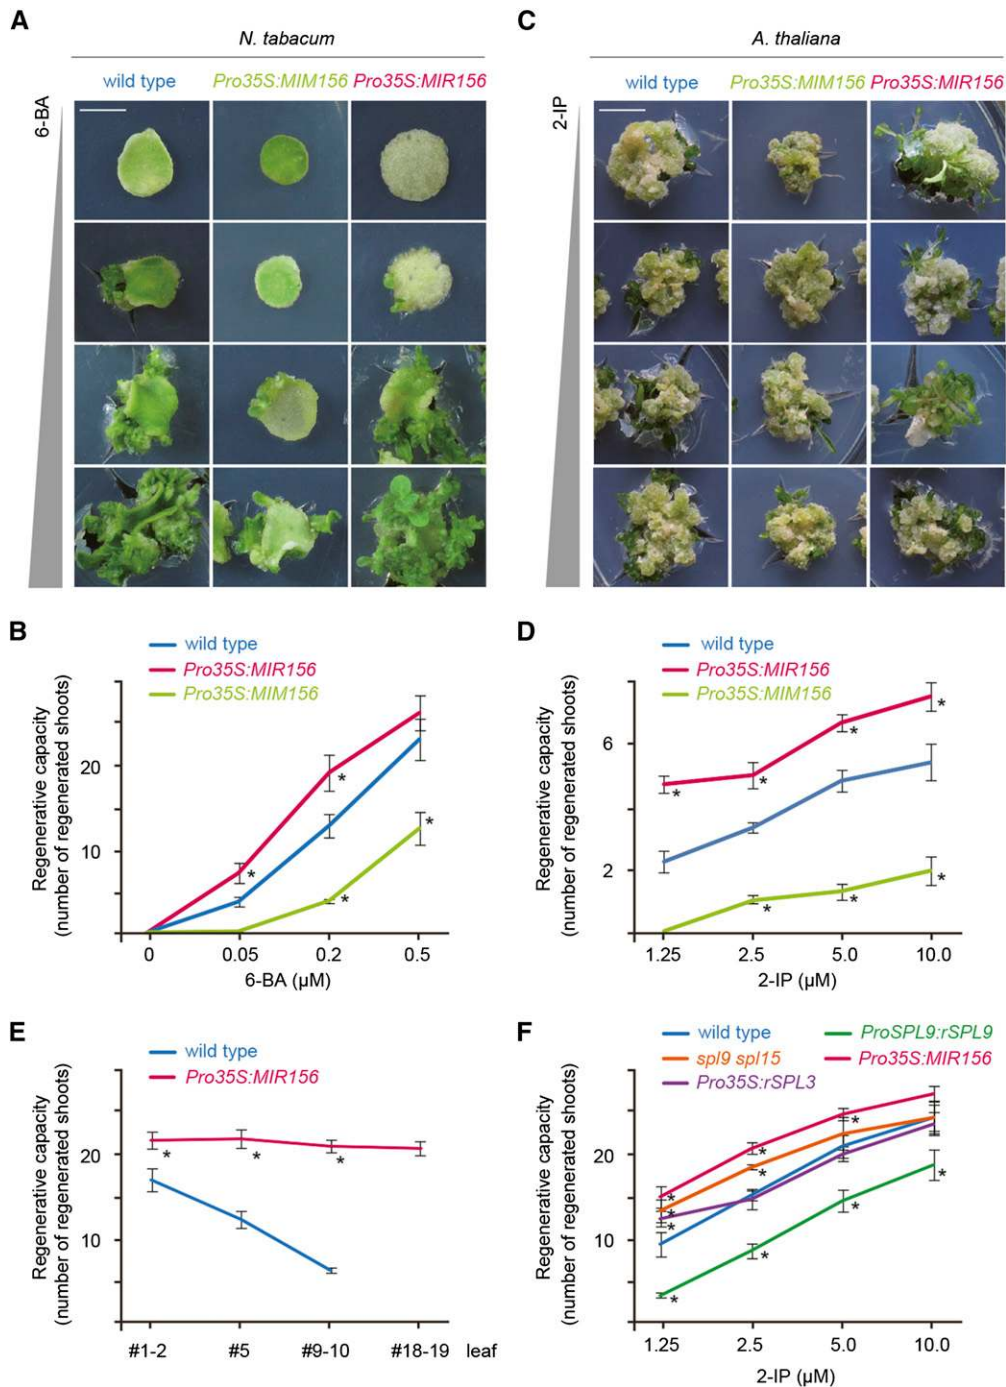 A
N. tabacum
wild type Pro35S:MIM156 Pro35S:MIR156
6-BA
C
A. thaliana
wild type Pro35S:MIM156 Pro35S:MIR156
2-IP
B
wild type
Pro35S:MIR156
Pro35S:MIM156
Regenerative capacity
(number of regenerated shoots)
20
10
0 0.05 0.2 0.5
6-BA (µM)
* * * *
D
wild type
Pro35S:MIR156
Pro35S:MIM156
Regenerative capacity
(number of regenerated shoots)
6
2
1.25 2.5 5.0 10.0
2-IP (µM)
* * * * * * *
E
wild type
Pro35S:MIR156
Regenerative capacity
(number of regenerated shoots)
20
10
#1-2 #5 #9-10 #18-19 leaf
* * *
F
wild type ProSPL9:rSPL9
spl9 spl15 Pro35S:MIR156
Pro35S:rSPL3
Regenerative capacity
(number of regenerated shoots)
20
10
1.25 2.5 5.0 10.0
2-IP (µM)
* * * * * * * * * *